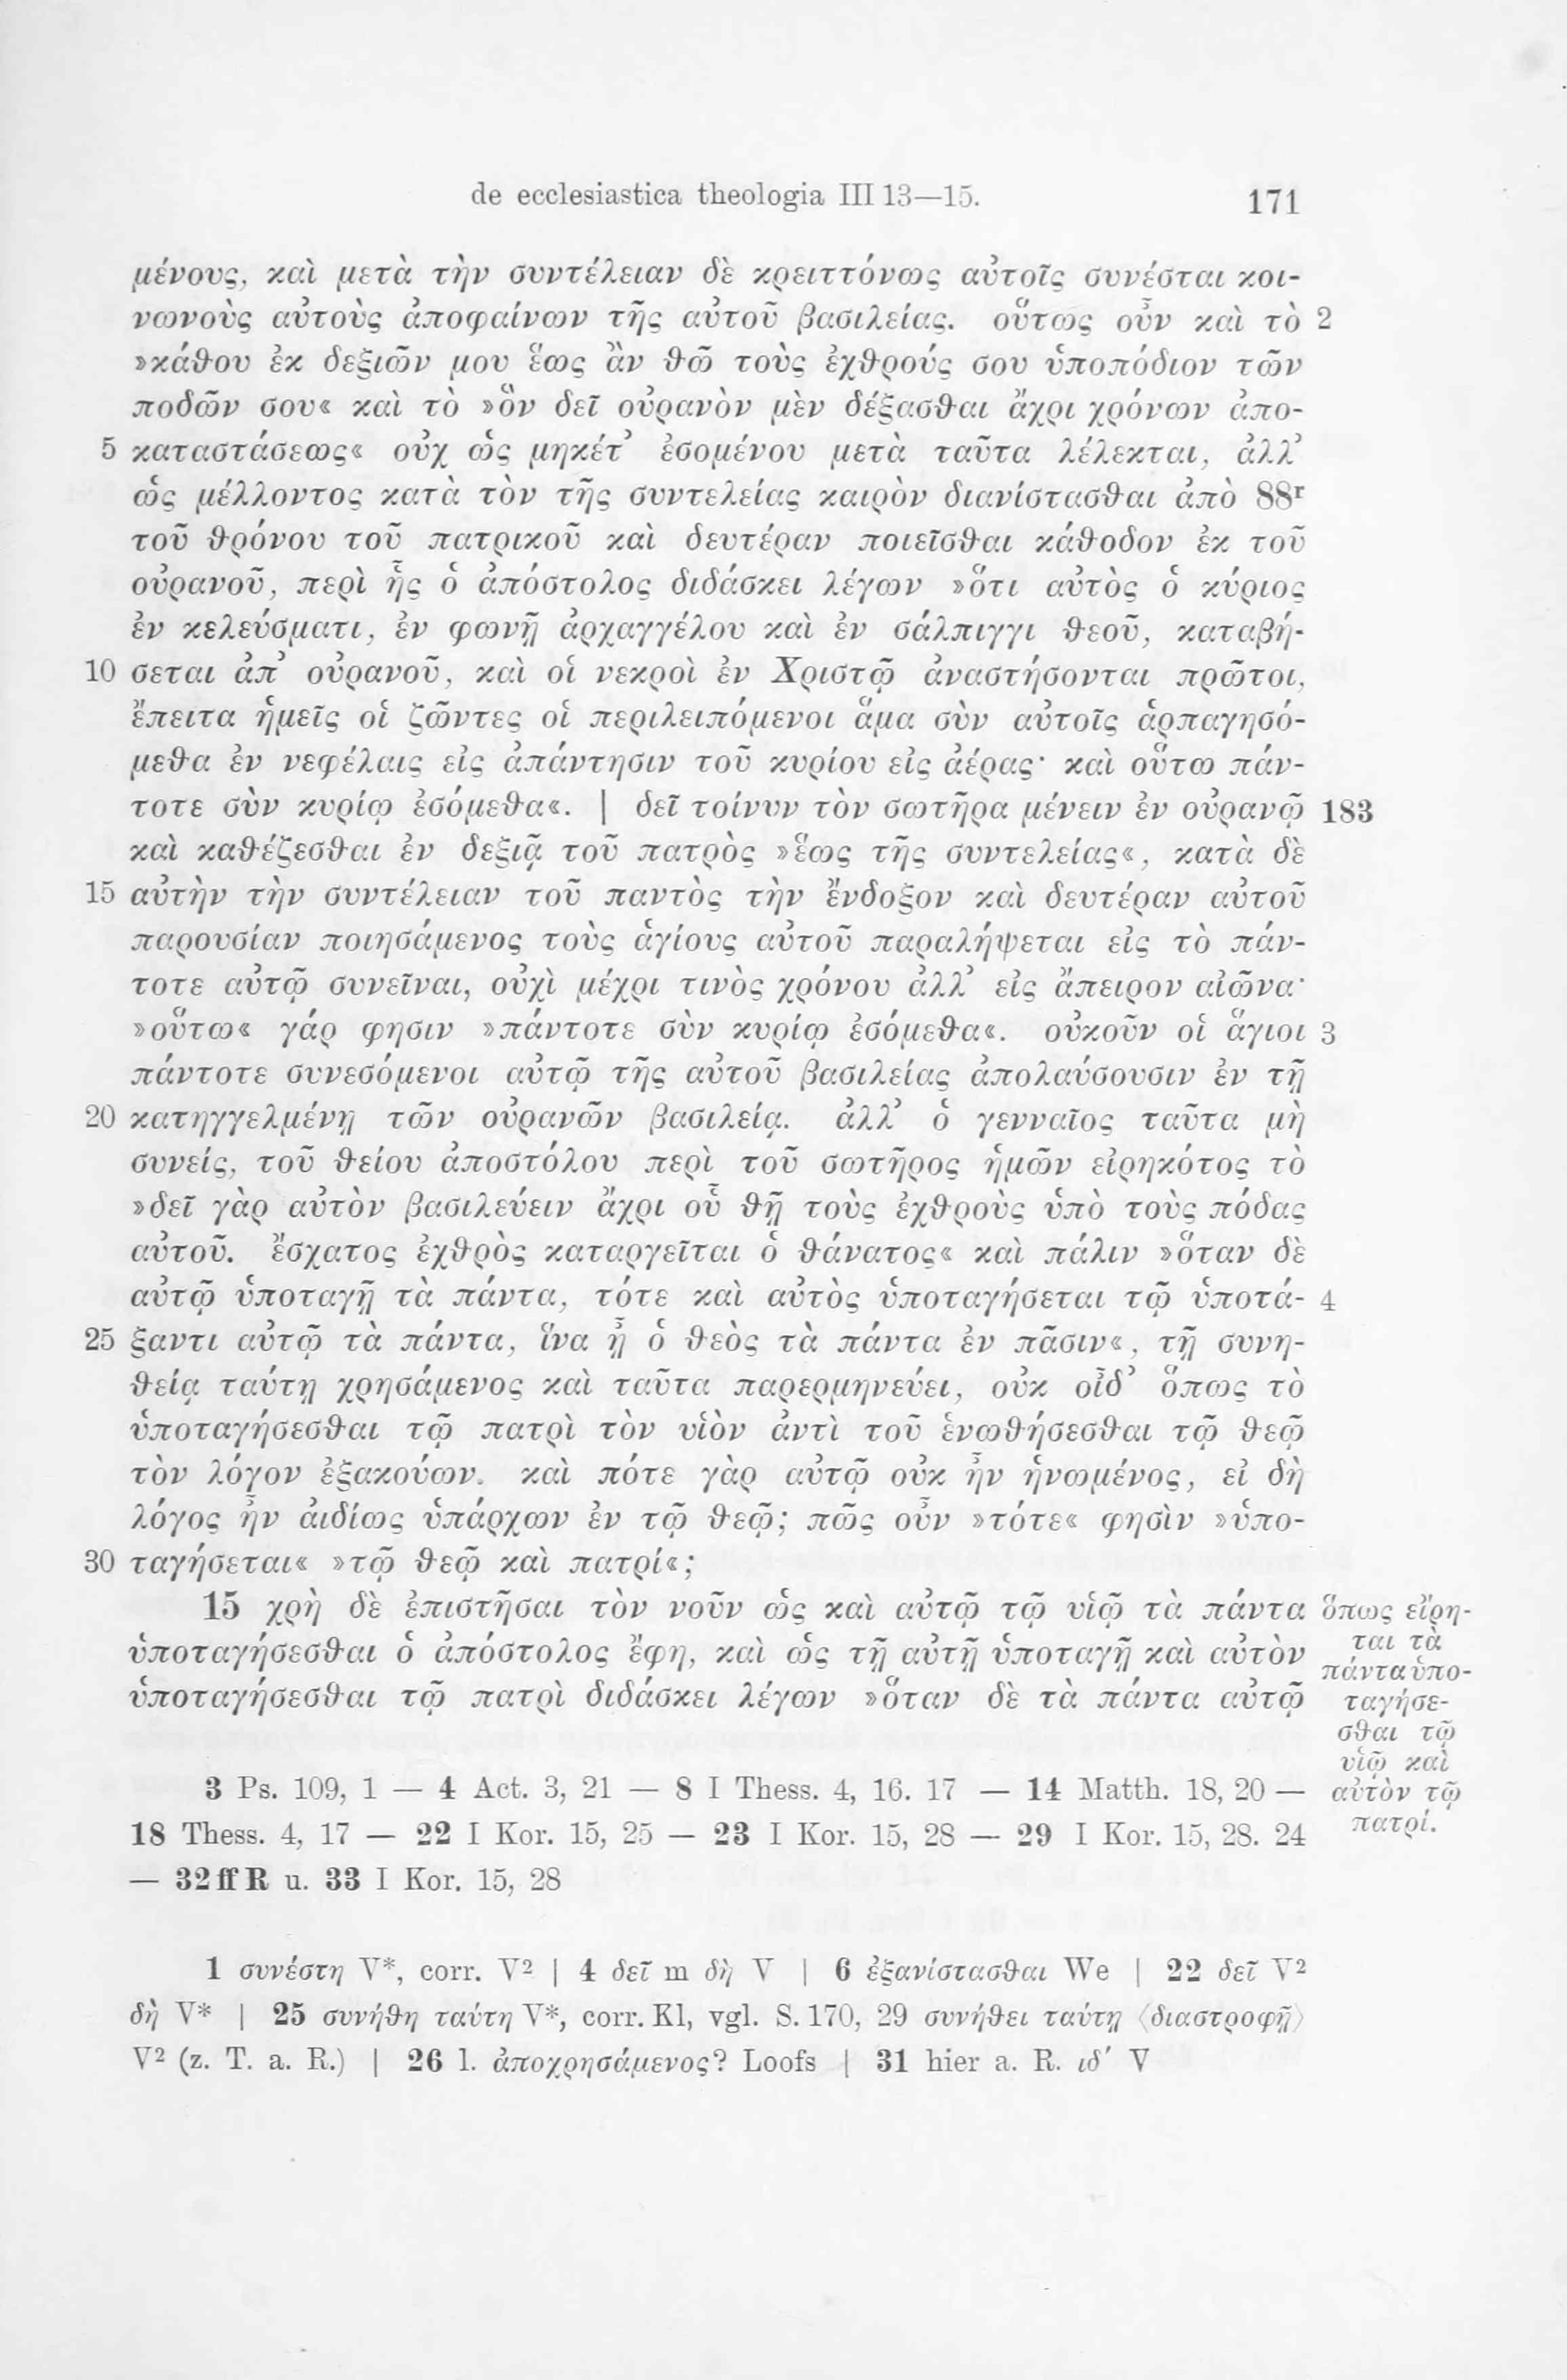 de ecclesiastica theologia III 13—15. 171
μένους, καὶ μετὰ τὴν συντέλειαν δὲ κρειττόνως αὐτοῖς συνέσται κοι-
νωνοὺς αὐτοὺς ἀποφαίνων τῆς αὐτοῦ βασιλείας. οὕτως οὖν καὶ τὸ 2
»κάθου ἐκ δεξιῶν μου ἕως ἂν θῶ τοὺς ἐχθρούς σου ὑποπόδιον τῶν
ποδῶν σου« καὶ τὸ »ὃν δεῖ οὐρανὸν μὲν δέξασθαι ἄχρι χρόνων ἀπο-
5 καταστάσεως« οὐχ ὡς μηκέτ᾽ ἐσομένου μετὰ ταῦτα λέλεκται, ἀλλ᾽
ὡς μέλλοντος κατὰ τὸν τῆς συντελείας καιρὸν διανίστασθαι ἀπὸ 88r
τοῦ θρόνου τοῦ πατρικοῦ καὶ δευτέραν ποιεῖσθαι κάθοδον ἐκ τοῦ
οὐρανοῦ, περὶ ἧς ὁ ἀπόστολος διδάσκει λέγων »ὅτι αὐτὸς ὁ κύριος
ἐν κελεύσματι, ἐν φωνῇ ἀρχαγγέλου καὶ ἐν σάλπιγγι θεοῦ, καταβή-
10 σεται ἀπ᾽ οὐρανοῦ, καὶ οἱ νεκροὶ ἐν Χριστῷ ἀναστήσονται πρῶτοι,
ἔπειτα ἡμεῖς οἱ ζῶντες οἱ περιλειπόμενοι ἅμα σὺν αὐτοῖς ἁρπαγησό-
μεθα ἐν νεφέλαις εἰς ἀπάντησιν τοῦ κυρίου εἰς ἀέρας· καὶ οὕτω πάν-
τοτε σὺν κυρίῳ ἐσόμεθα«. | δεῖ τοίνυν τὸν σωτῆρα μένειν ἐν οὐρανῷ 183
καὶ καθέζεσθαι ἐν δεξιᾷ τοῦ πατρὸς »ἕως τῆς συντελείας«, κατὰ δὲ
15 αὐτὴν τὴν συντέλειαν τοῦ παντὸς τὴν ἔνδοξον καὶ δευτέραν αὐτοῦ
παρουσίαν ποιησάμενος τοὺς ἁγίους αὐτοῦ παραλήψεται εἰς τὸ πάν-
τοτε αὐτῷ συνεῖναι, οὐχὶ μέχρι τινὸς χρόνου ἀλλ᾽ εἰς ἄπειρον αἰῶνα·
»οὕτω« γάρ φησιν »πάντοτε σὺν κυρίῳ ἐσόμεθα«. οὐκοῦν οἱ ἅγιοι 3
πάντοτε συνεσόμενοι αὐτῷ τῆς αὐτοῦ βασιλείας ἀπολαύσουσιν ἐν τῇ
20 κατηγγελμένῃ τῶν οὐρανῶν βασιλείᾳ. ἀλλ᾽ ὁ γενναῖος ταῦτα μὴ
συνείς, τοῦ θείου ἀποστόλου περὶ τοῦ σωτῆρος ἡμῶν εἰρηκότος τὸ
»δεῖ γὰρ αὐτὸν βασιλεύειν ἄχρι οὗ θῇ τοὺς ἐχθροὺς ὑπὸ τοὺς πόδας
αὐτοῦ. ἔσχατος ἐχθρὸς καταργεῖται ὁ θάνατος« καὶ πάλιν »ὅταν δὲ
αὐτῷ ὑποταγῇ τὰ πάντα, τότε καὶ αὐτὸς ὑποταγήσεται τῷ ὑποτά- 4
25 ξαντι αὐτῷ τὰ πάντα, ἵνα ᾖ ὁ θεὸς τὰ πάντα ἐν πᾶσιν«, τῇ συνη-
θείᾳ ταύτῃ χρησάμενος καὶ ταῦτα παρερμηνεύει, οὐκ οἶδ᾽ ὅπως τὸ
ὑποταγήσεσθαι τῷ πατρὶ τὸν υἱὸν ἀντὶ τοῦ ἑνωθήσεσθαι τῷ θεῷ
τὸν λόγον ἐξακούων. καὶ πότε γὰρ αὐτῷ οὐκ ἦν ἡνωμένος, εἰ δὴ
λόγος ἦν ἀιδίως ὑπάρχων ἐν τῷ θεῷ; πῶς οὖν »τότε« φησὶν »ὑπο-
30 ταγήσεται« »τῷ θεῷ καὶ πατρί«;
15 χρὴ δὲ ἐπιστῆσαι τὸν νοῦν ὡς καὶ αὐτῷ τῷ υἱῷ τὰ πάντα
ὑποταγήσεσθαι ὁ ἀπόστολος ἔφη, καὶ ὡς τῇ αὐτῇ ὑποταγῇ καὶ αὐτὸν
ὑποταγήσεσθαι τῷ πατρὶ διδάσκει λέγων »ὅταν δὲ τὰ πάντα αὐτῷ
ὅπως εἴρη-
ται τὰ
πάντα ὑπο-
ταγήσε-
σθαι τῷ
υἱῷ καὶ
αὐτὸν τῷ
πατρί.
3 Ps. 109, 1 — 4 Act. 3, 21 — 8 I Thess. 4, 16. 17 — 14 Matth. 18, 20 —
18 Thess. 4, 17 — 22 I Kor. 15, 25 — 23 I Kor. 15, 28 — 29 I Kor. 15, 28. 24
— 32 ff R u. 33 I Kor. 15, 28
1 συνέστη V*, corr. V2 | 4 δεῖ m δὴ V | 6 ἐξανίστασθαι We | 22 δεῖ V2
δὴ V* | 25 συνήθη ταύτη V*, corr. Kl, vgl. S. 170, 29 συνήθει ταύτῃ ⟨διαστροφῇ⟩
V2 (z. T. a. R.) | 26 l. ἀποχρησάμενος? Loofs | 31 hier a. R. ιδ′ V